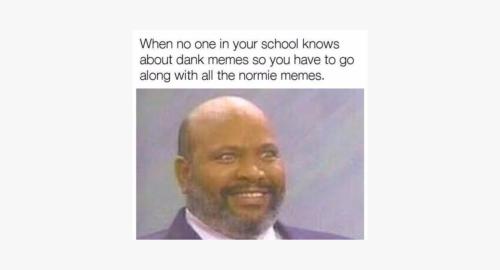 When no one in your school knows
about dank memes so you have to go
along with all the normie memes.